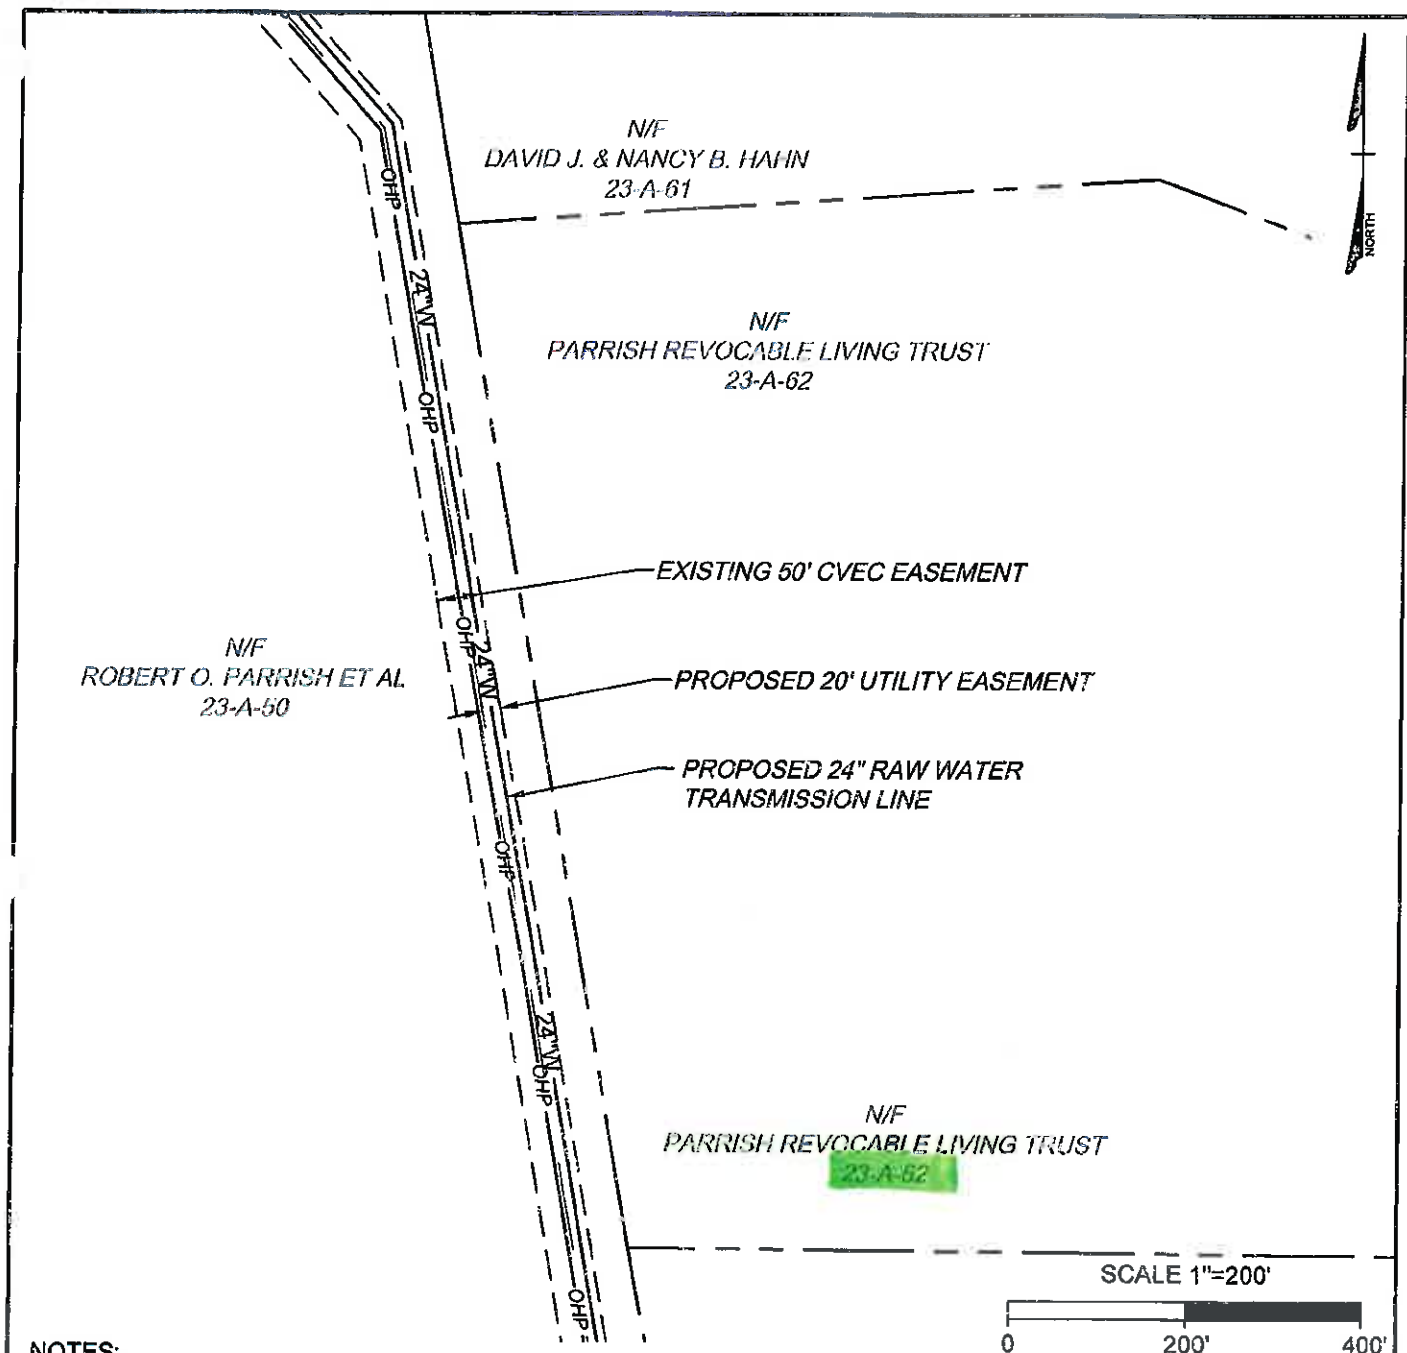 N/F
DAVID J. & NANCY B. HAHN
23-A-61
NORTH
N/F
PARRISH REVOCABLE LIVING TRUST
23-A-62
OHP
24"W
OHP
EXISTING 50' CVEC EASEMENT
N/F
ROBERT O. PARRISH ET AL
23-A-50
OHP
24"W
PROPOSED 20' UTILITY EASEMENT
PROPOSED 24" RAW WATER
TRANSMISSION LINE
OHP
24"W
OHP
N/F
PARRISH REVOCABLE LIVING TRUST
23-A-62
SCALE 1"=200'
OHP
0 200' 400'
NOTES: